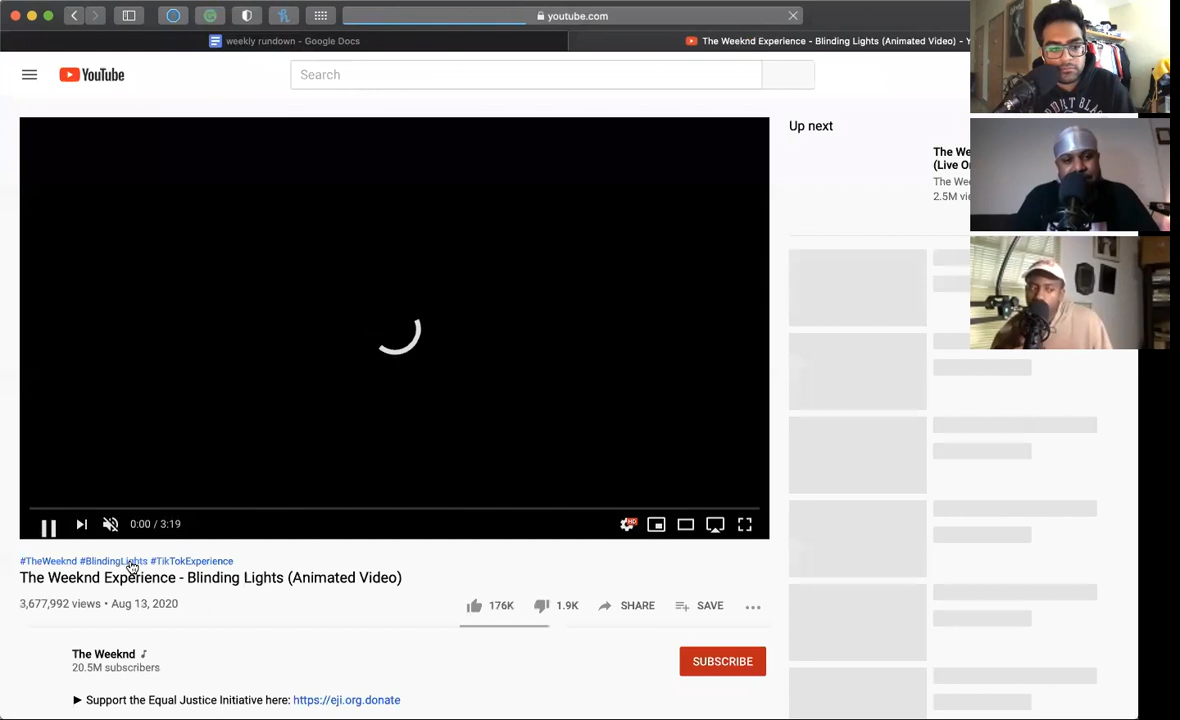 youtube.com
weekly rundown - Google Docs
The Weeknd Experience - Blinding Lights (Animated Video) - Y
YouTube
Search
Up next
The We
(Live O
The We
2.5M vi
0:00 / 3:19
HD
#TheWeeknd #BlindingLights #TikTokExperience
The Weeknd Experience - Blinding Lights (Animated Video)
3,677,992 views • Aug 13, 2020
176K
1.9K
SHARE
SAVE
The Weeknd
20.5M subscribers
SUBSCRIBE
► Support the Equal Justice Initiative here: https://eji.org.donate